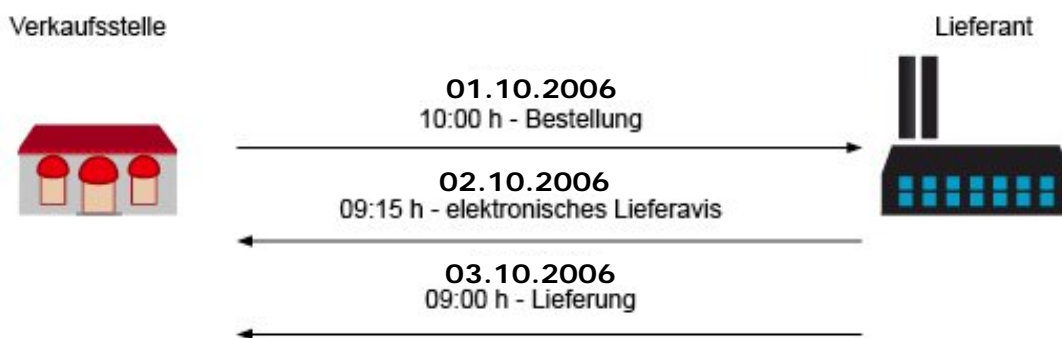 Verkaufsstelle
Lieferant
01.10.2006
10:00 h - Bestellung
02.10.2006
09:15 h - elektronisches Lieferavis
03.10.2006
09:00 h - Lieferung